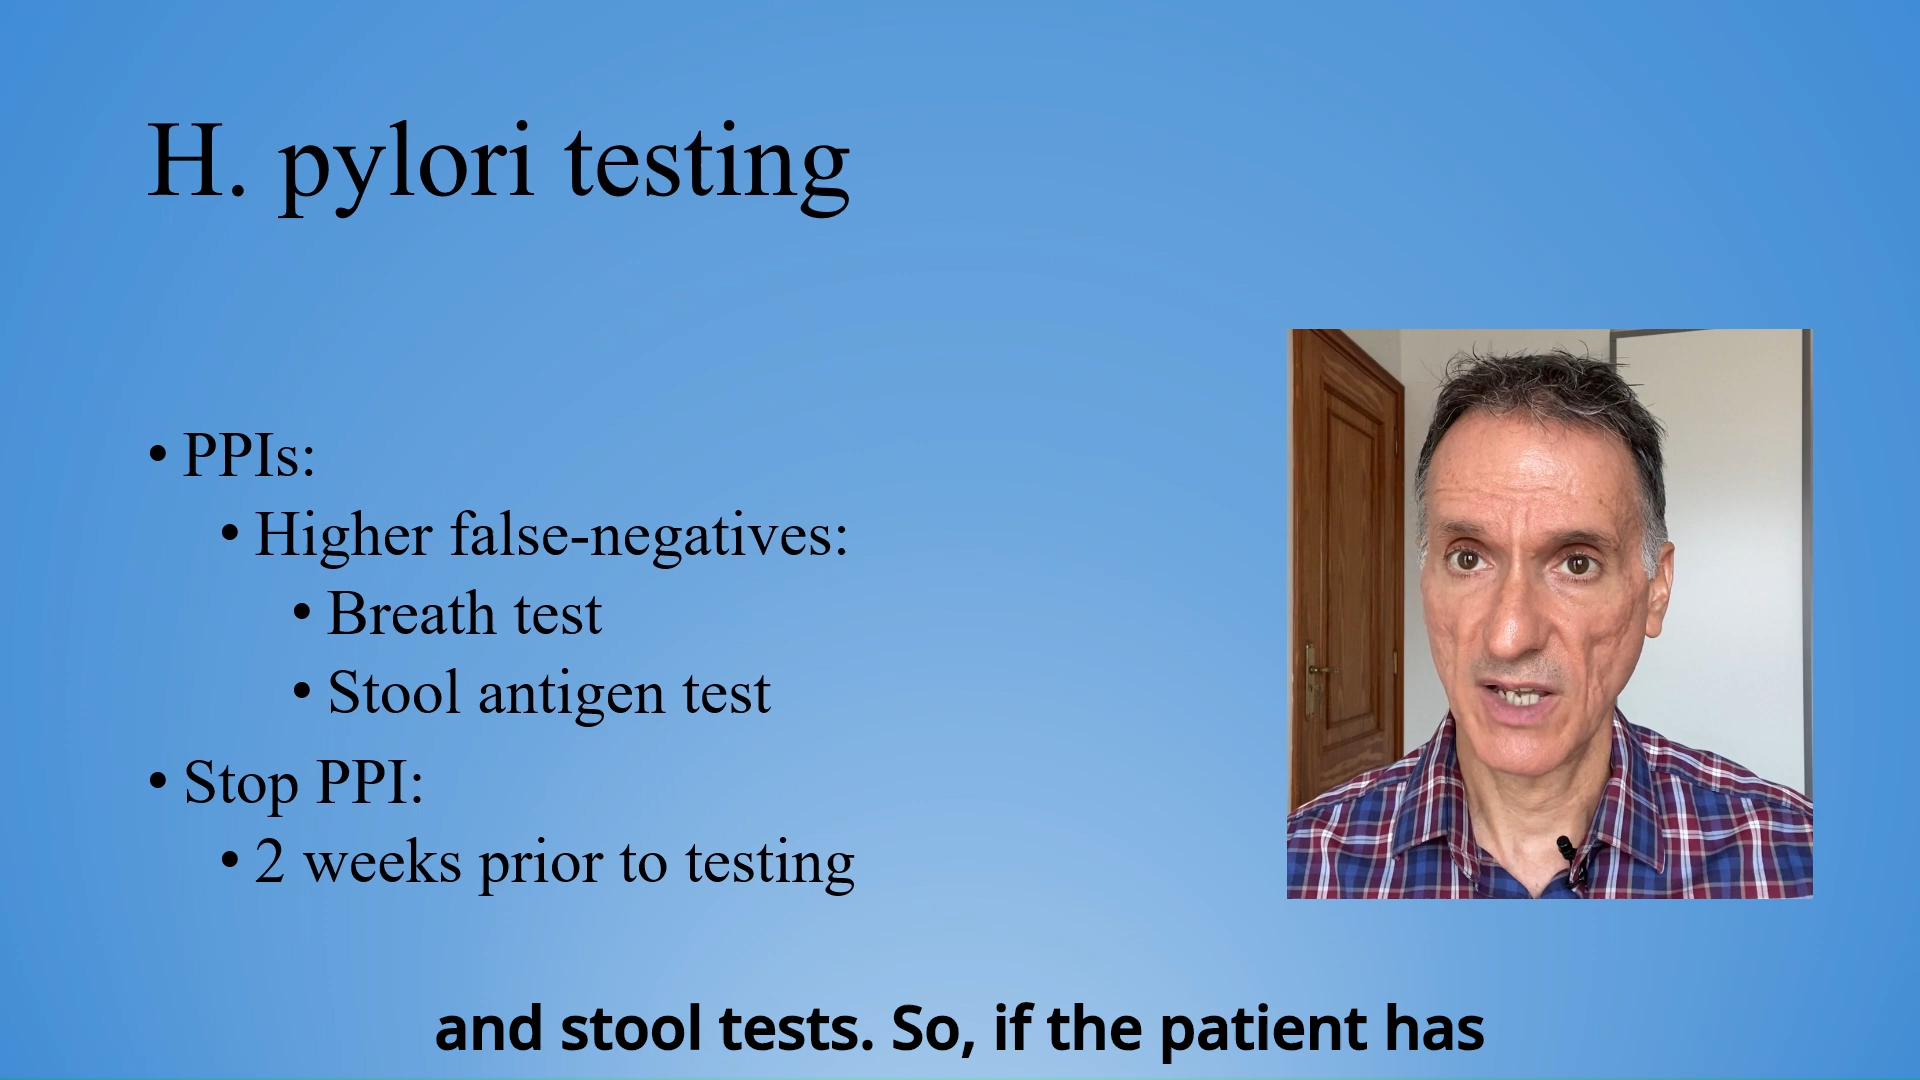 H. pylori testing
• PPIs:
• Higher false-negatives:
• Breath test
• Stool antigen test
• Stop PPI:
• 2 weeks prior to testing
and stool tests. So, if the patient has